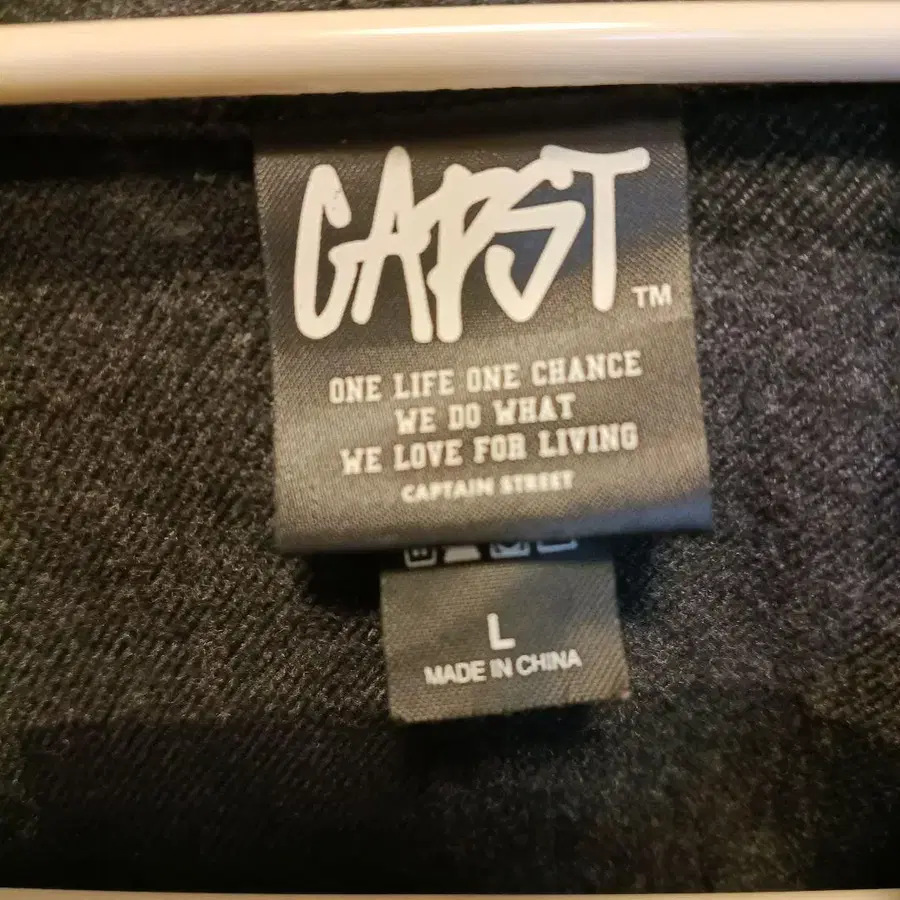 CAPST TM
ONE LIFE ONE CHANCE
WE DO WHAT
WE LOVE FOR LIVING
CAPTAIN STREET
L
MADE IN CHINA